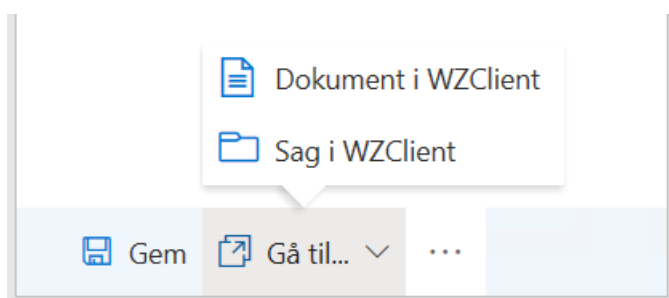 Dokument i WZClient
Sag i WZClient
Gem Gå til... ...